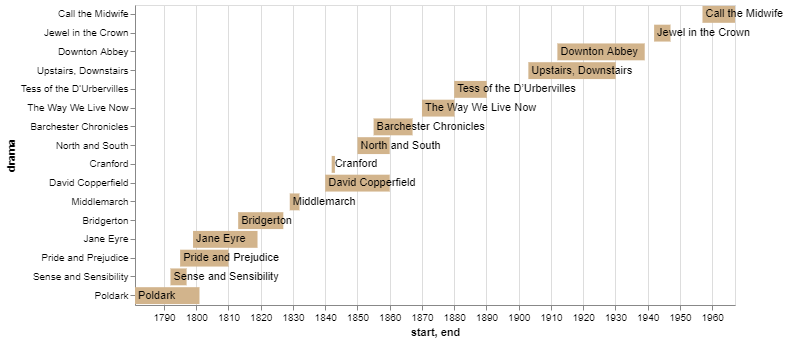 Call the Midwife Call the Midwife
Jewel in the Crown Jewel in the Crown
Downton Abbey Downton Abbey
Upstairs, Downstairs Upstairs, Downstairs
Tess of the D'Urbervilles Tess of the D'Urbervilles
The Way We Live Now The Way We Live Now
Barchester Chronicles Barchester Chronicles
North and South North and South
Cranford Cranford
David Copperfield David Copperfield
Middlemarch Middlemarch
Bridgerton Bridgerton
Jane Eyre Jane Eyre
Pride and Prejudice Pride and Prejudice
Sense and Sensibility Sense and Sensibility
Poldark Poldark
drama
1790 1800 1810 1820 1830 1840 1850 1860 1870 1880 1890 1900 1910 1920 1930 1940 1950 1960
start, end